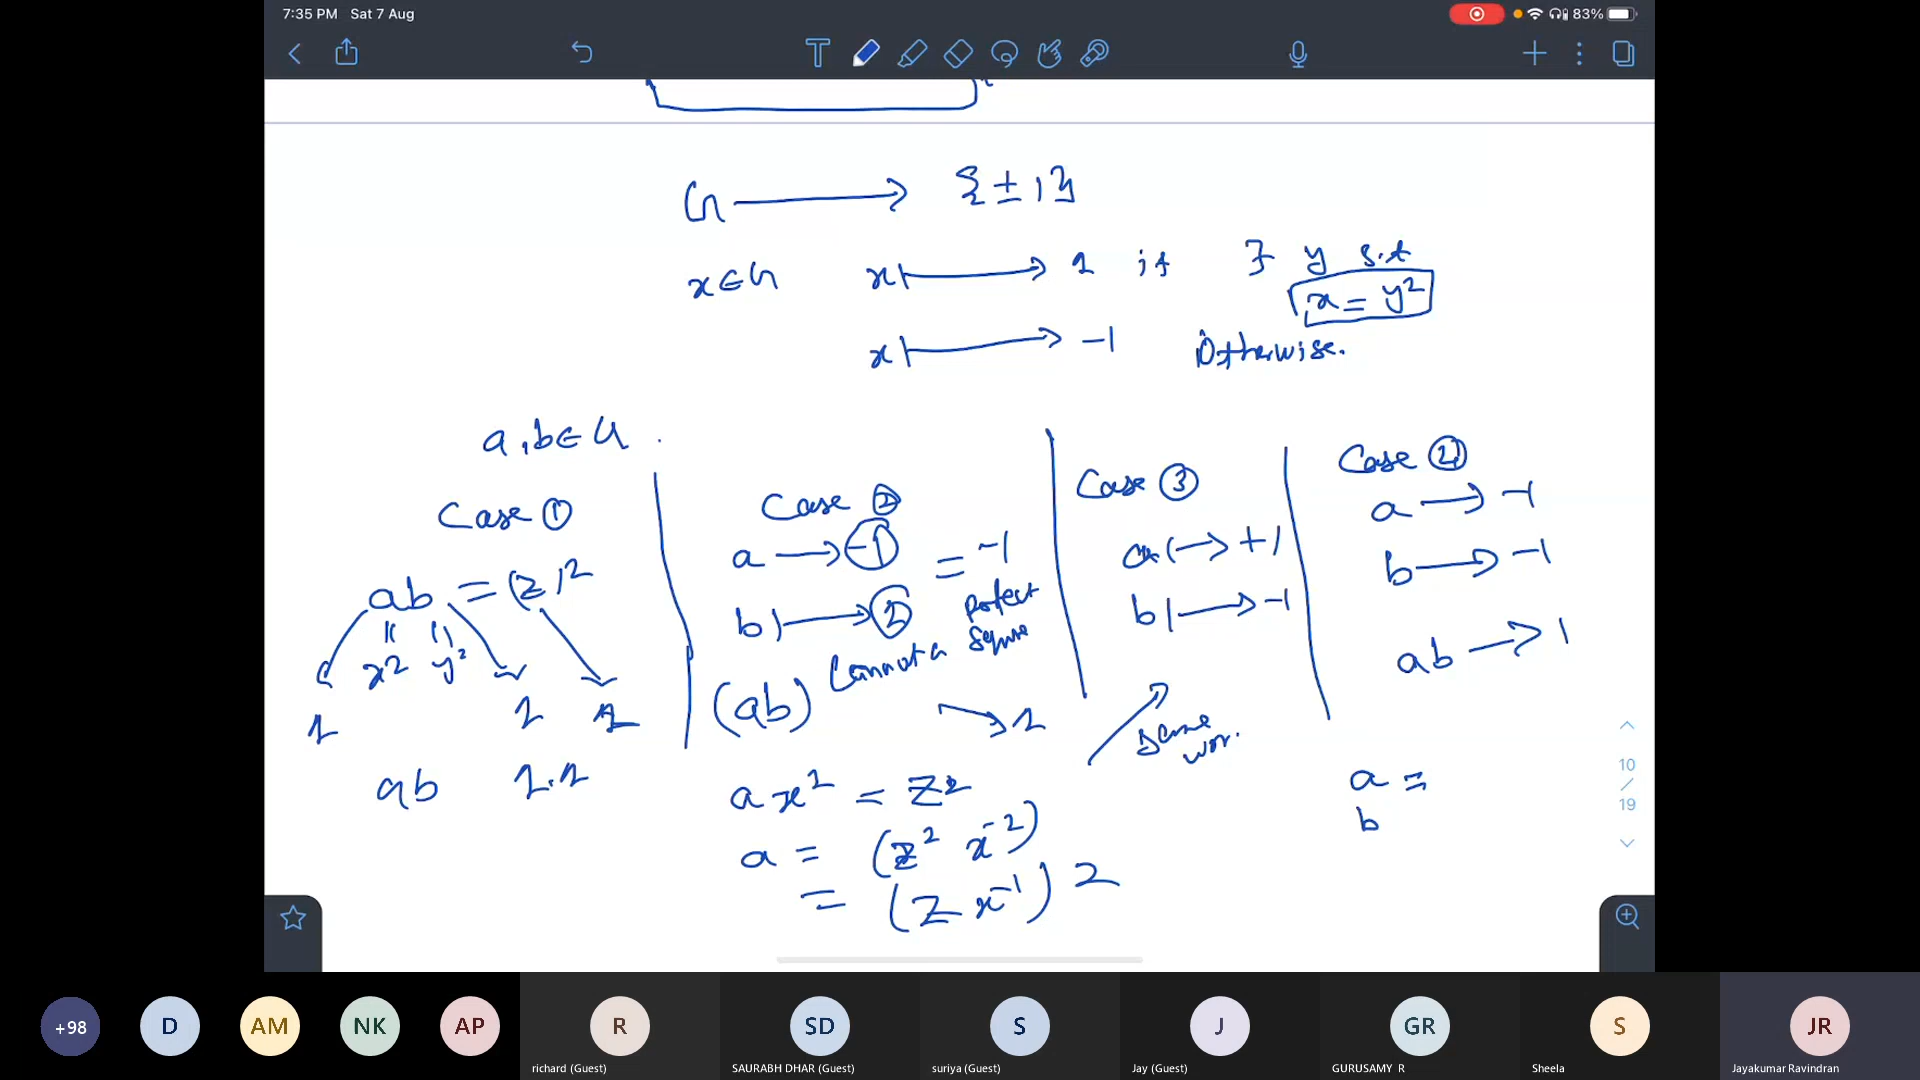 7:35 PM Sat 7 Aug
83%
T
G → {±1}
x∈G x ↦ 1 if ∃ y s.t
x = y²
x ↦ -1 Otherwise.
a, b ∈ G.
Case ①
ab = (z)²
x² y²
1 1 1
ab 1.1
Case ②
a → -1
= -1
b ↦ 1
perfect
square
Cannot a
(ab)
→ 1
ax² = z²
a = (z² x⁻²)
= (z x⁻¹)²
Case ③
a ↦ +1
b ↦ -1
Same
Case ④
a → -1
b → -1
ab → 1
a =
b
10
/
19
+98
D
AM
NK
AP
R
richard (Guest)
SD
SAURABH DHAR (Guest)
S
suriya (Guest)
J
Jay (Guest)
GR
GURUSAMY R
S
Sheela
JR
Jayakumar Ravindran